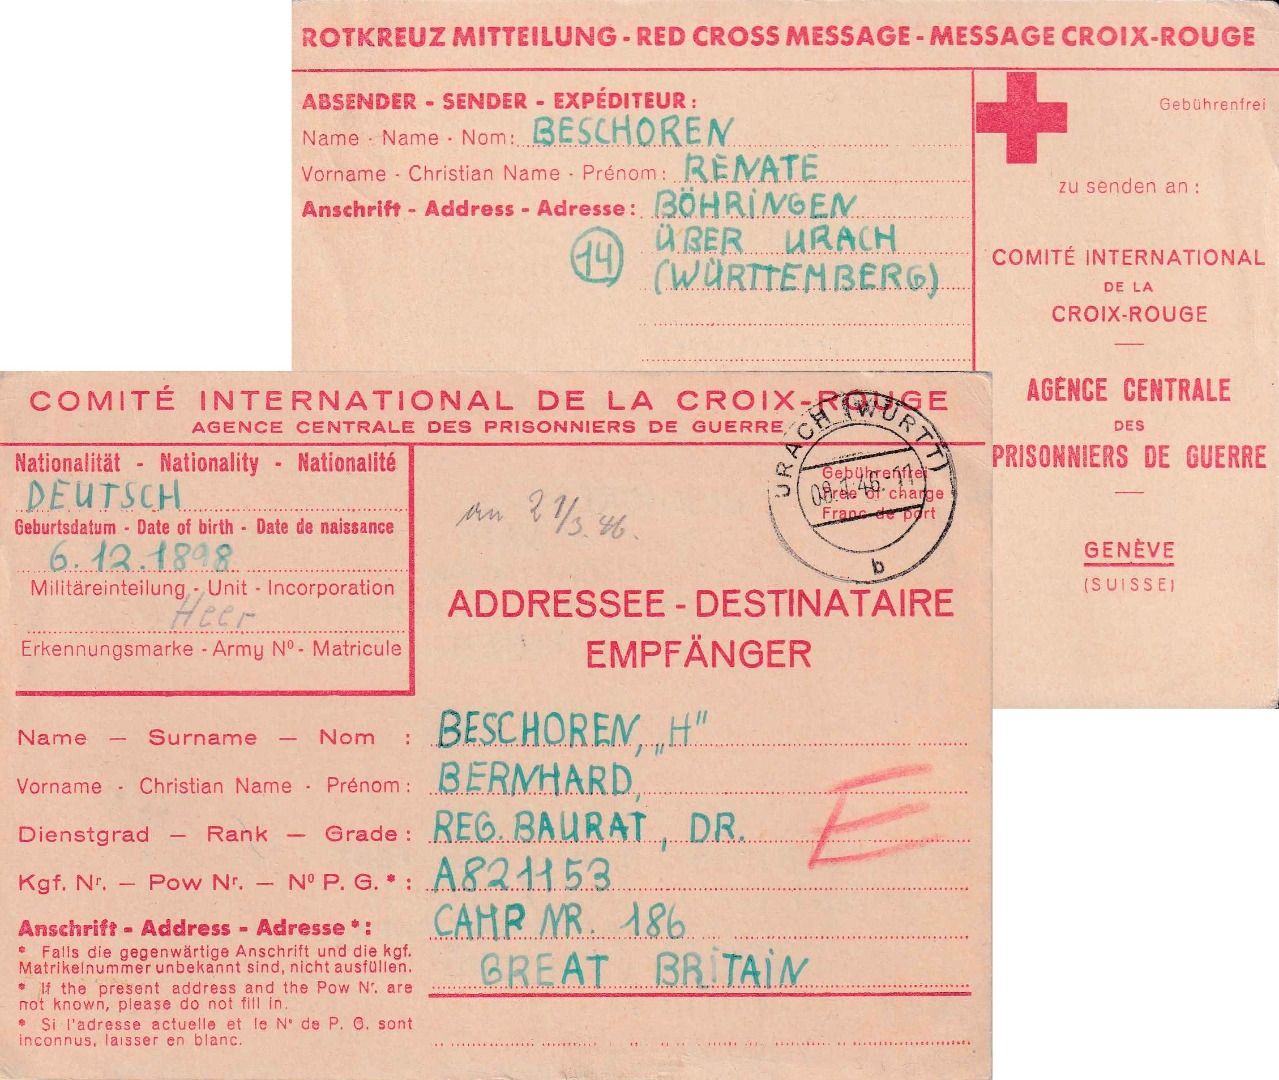 ROTKREUZ MITTEILUNG - RED CROSS MESSAGE - MESSAGE CROIX-ROUGE
ABSENDER - SENDER - EXPÉDITEUR :
Name - Name - Nom: BESCHOREN
Vorname - Christian Name - Prénom: RENATE
Anschrift - Address - Adresse: BÖHRINGEN
14 ÜBER URACH
(WÜRTTEMBERG)
Gebührenfrei
zu senden an :
COMITÉ INTERNATIONAL
DE LA
CROIX-ROUGE
AGENCE CENTRALE
DES
PRISONNIERS DE GUERRE
GENÈVE
(SUISSE)
COMITÉ INTERNATIONAL DE LA CROIX-ROUGE
AGENCE CENTRALE DES PRISONNIERS DE GUERRE
Nationalität - Nationality - Nationalité
DEUTSCH
Geburtsdatum - Date of birth - Date de naissance
6.12.1898
Militäreinteilung - Unit - Incorporation
Heer
Erkennungsmarke - Army Nº - Matricule
an 21/3.46.
URACH (WÜRTT)
Gebührenfrei
Free of charge
Franc de port
b
ADDRESSEE - DESTINATAIRE
EMPFÄNGER
Name — Surname — Nom : BESCHOREN, „H"
Vorname - Christian Name - Prénom: BERNHARD,
Dienstgrad — Rank — Grade: REG. BAURAT, DR.
E
Kgf. Nr. — Pow Nr. — Nº P. G. * : A821153
Anschrift - Address - Adresse *: CAMP NR. 186
GREAT BRITAIN
* Falls die gegenwärtige Anschrift und die kgf.
Matrikelnummer unbekannt sind, nicht ausfüllen.
* If the present address and the Pow Nr. are
not known, please do not fill in.
* Si l'adresse actuelle et le Nº de P. G. sont
inconnus, laisser en blanc.